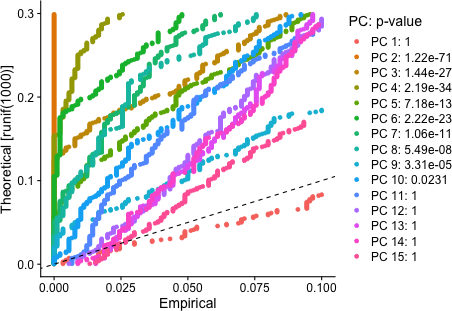 PC: p-value
PC 1: 1
PC 2: 1.22e-71
PC 3: 1.44e-27
PC 4: 2.19e-34
PC 5: 7.18e-13
PC 6: 2.22e-23
PC 7: 1.06e-11
PC 8: 5.49e-08
PC 9: 3.31e-05
PC 10: 0.0231
PC 11: 1
PC 12: 1
PC 13: 1
PC 14: 1
PC 15: 1
Theoretical [runif(1000)]
0.3
0.2
0.1
0.0
0.000 0.025 0.050 0.075 0.100
Empirical